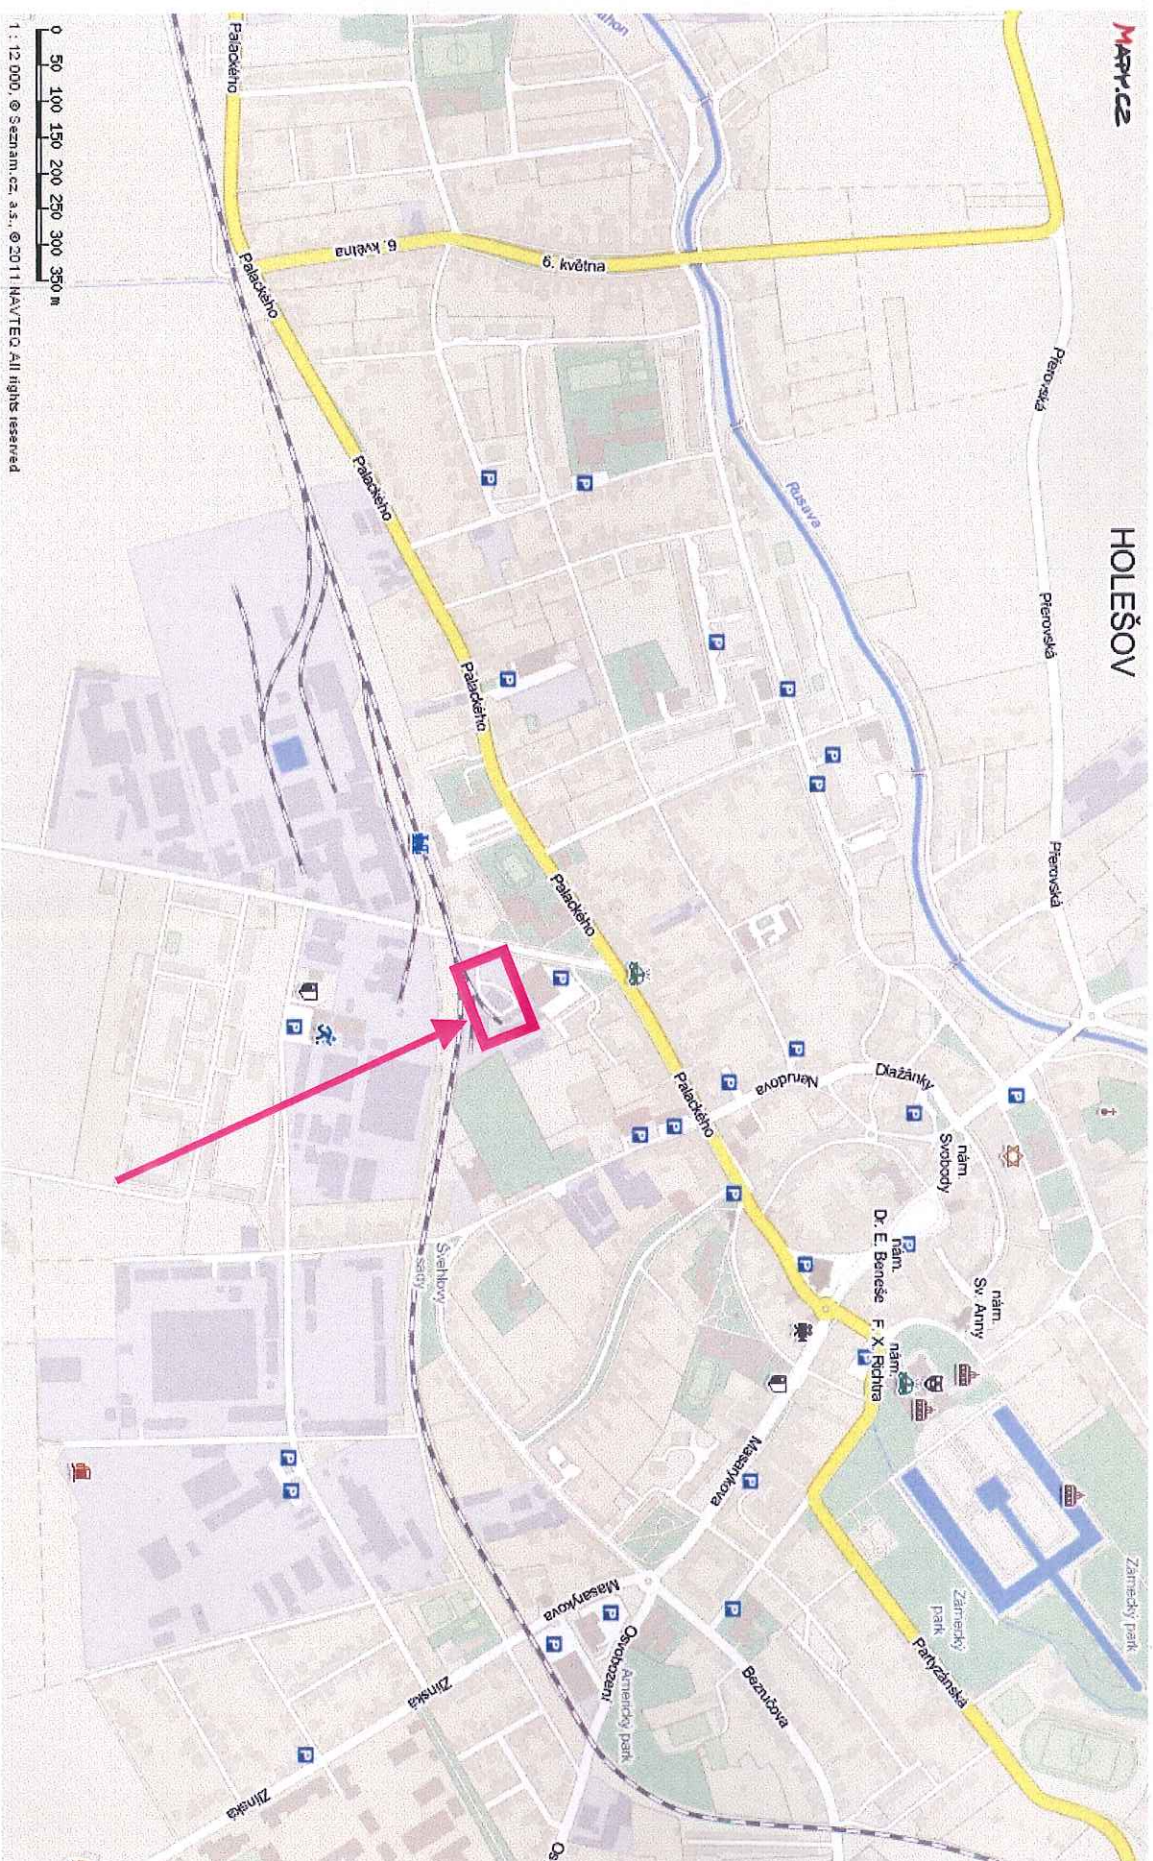 MAPY.CZ
HOLEŠOV
Zámecký park
Přerovská
Přerovská
Přerovská
nám.
Sv. Anny
Zámecký
park
nám.
Svobody
Partyzánská
Dlažánky
nám.
Dr. E. Beneše
nám.
F. X. Richtra
Rusava
Nerudova
Bezručova
Masarykova
Palackého
ahon
6. května
Americký park
Osvobození
Masarykova
Palackého
Os
Palackého
Švehlovy
sady
Zlínská
6. května
Palackého
Palackého
Palackého
Zlínská
0 50 100 150 200 250 300 350 m
1 : 12 000, © Seznam.cz, a.s., © 2011 NAVTEQ All rights reserved